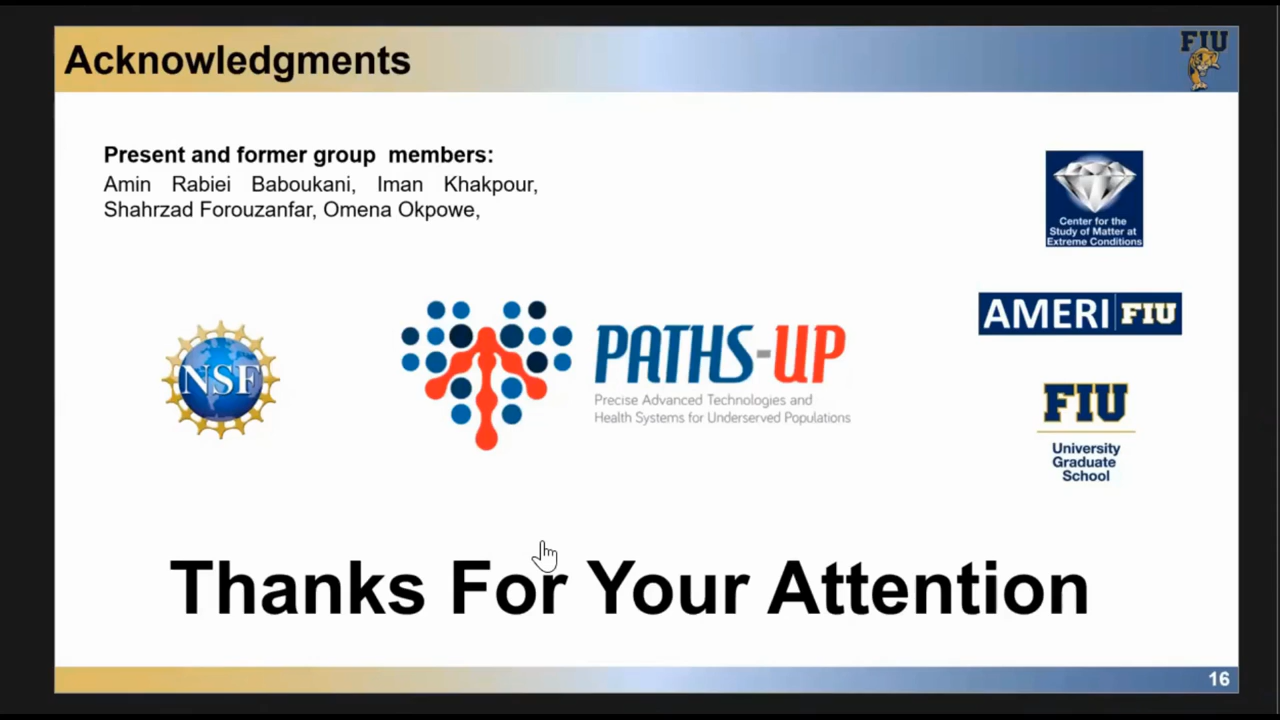 Acknowledgments
FIU
Present and former group members:
Amin Rabiei Baboukani, Iman Khakpour,
Shahrzad Forouzanfar, Omena Okpowe,
Center for the
Study of Matter at
Extreme Conditions
AMERI FIU
NSF
PATHS-UP
Precise Advanced Technologies and
Health Systems for Underserved Populations
FIU
University
Graduate
School
Thanks For Your Attention
16